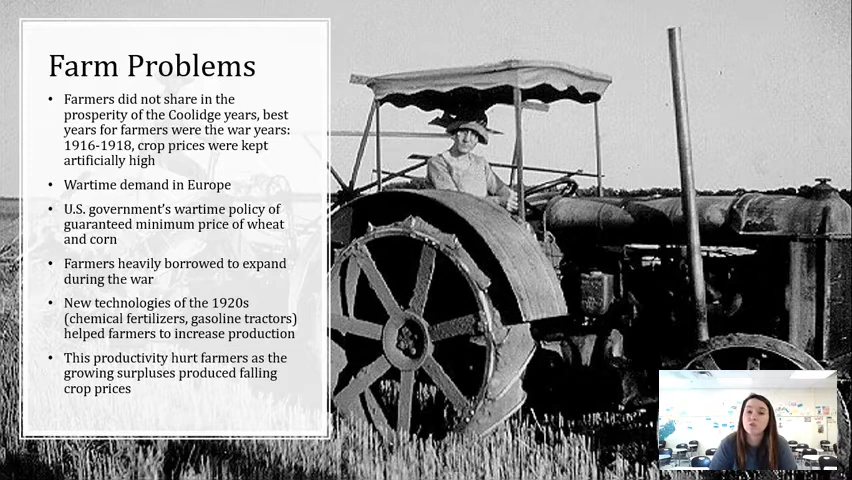 Farm Problems
• Farmers did not share in the
prosperity of the Coolidge years, best
years for farmers were the war years:
1916-1918, crop prices were kept
artificially high
• Wartime demand in Europe
• U.S. government's wartime policy of
guaranteed minimum price of wheat
and corn
• Farmers heavily borrowed to expand
during the war
• New technologies of the 1920s
(chemical fertilizers, gasoline tractors)
helped farmers to increase production
• This productivity hurt farmers as the
growing surpluses produced falling
crop prices